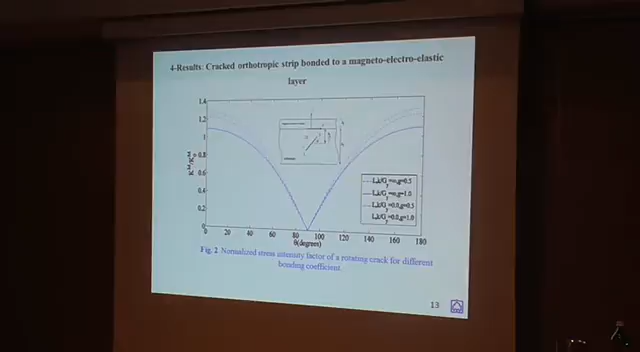 4-Results: Cracked orthotropic strip bonded to a magneto-electro-elastic
layer
1.4
1.2
1
0.8
0.6
0.4
0.2
0
0 20 40 60 80 100 120 140 160 180
θ(degrees)
Fig. 2 Normalized stress intensity factor of a rotating crack for different
bonding coefficient.
13